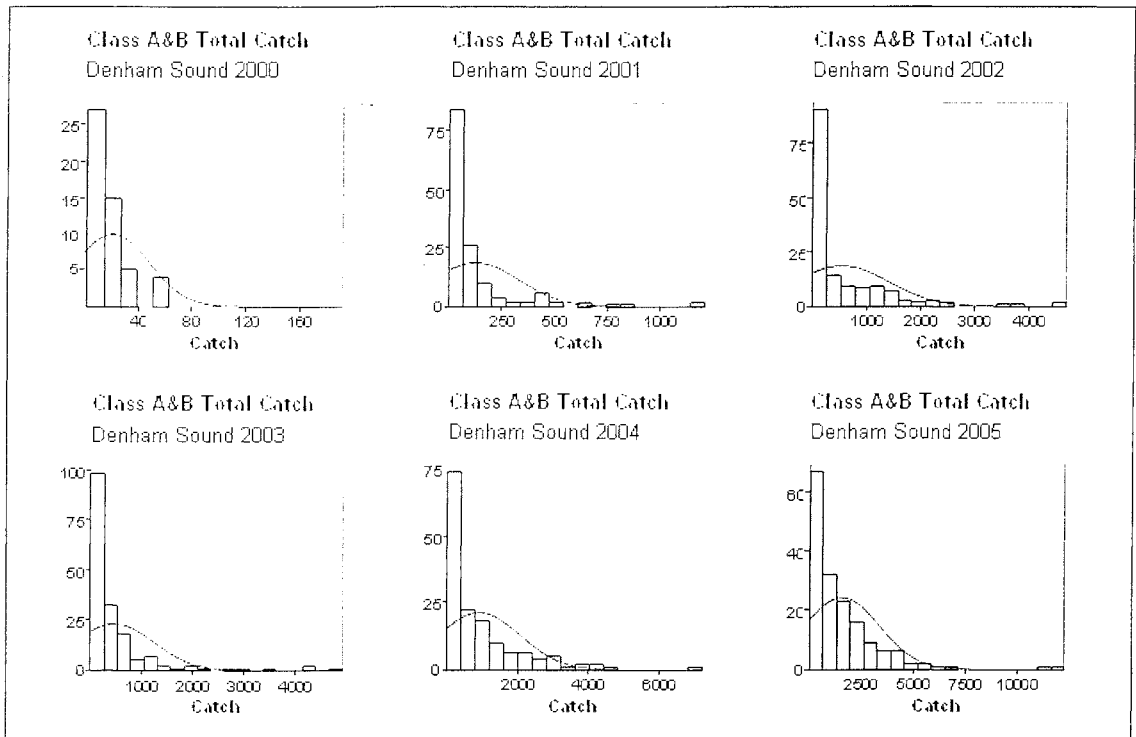 Class A&B Total Catch
Denham Sound 2000
25
20
15
10
5
40 80 120 160
Catch
Class A&B Total Catch
Denham Sound 2001
75
50
25
0
250 500 750 1000
Catch
Class A&B Total Catch
Denham Sound 2002
75
50
25
0
1000 2000 3000 4000
Catch
Class A&B Total Catch
Denham Sound 2003
100
75
50
25
0
1000 2000 3000 4000
Catch
Class A&B Total Catch
Denham Sound 2004
75
50
25
0
2000 4000 6000
Catch
Class A&B Total Catch
Denham Sound 2005
60
40
20
0
2500 5000 7500 10000
Catch